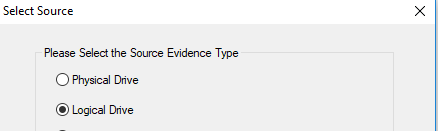 Select Source
Please Select the Source Evidence Type
Physical Drive
Logical Drive